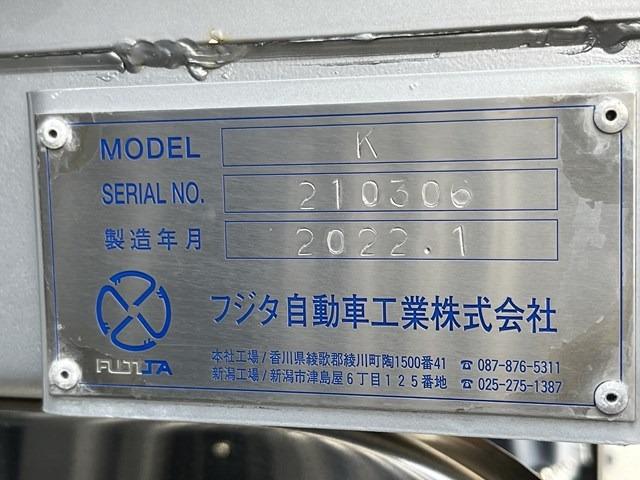 MODEL K
SERIAL NO. 210306
製造年月 2022.1
フジタ自動車工業株式会社
FUJITA
本社工場/香川県綾歌郡綾川町陶1500番41 ☎ 087-876-5311
新潟工場/新潟市津島屋6丁目125番地 ☎ 025-275-1387